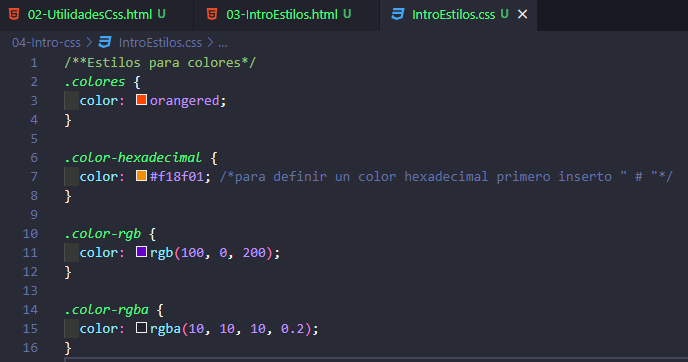 02-UtilidadesCss.html U 03-IntroEstilos.html U IntroEstilos.css U ×
04-Intro-css > IntroEstilos.css > ...
1 /**Estilos para colores*/
2 .colores {
3 color: orangered;
4 }
5
6 .color-hexadecimal {
7 color: #f18f01; /*para definir un color hexadecimal primero inserto " # "*/
8 }
9
10 .color-rgb {
11 color: rgb(100, 0, 200);
12 }
13
14 .color-rgba {
15 color: rgba(10, 10, 10, 0.2);
16 }